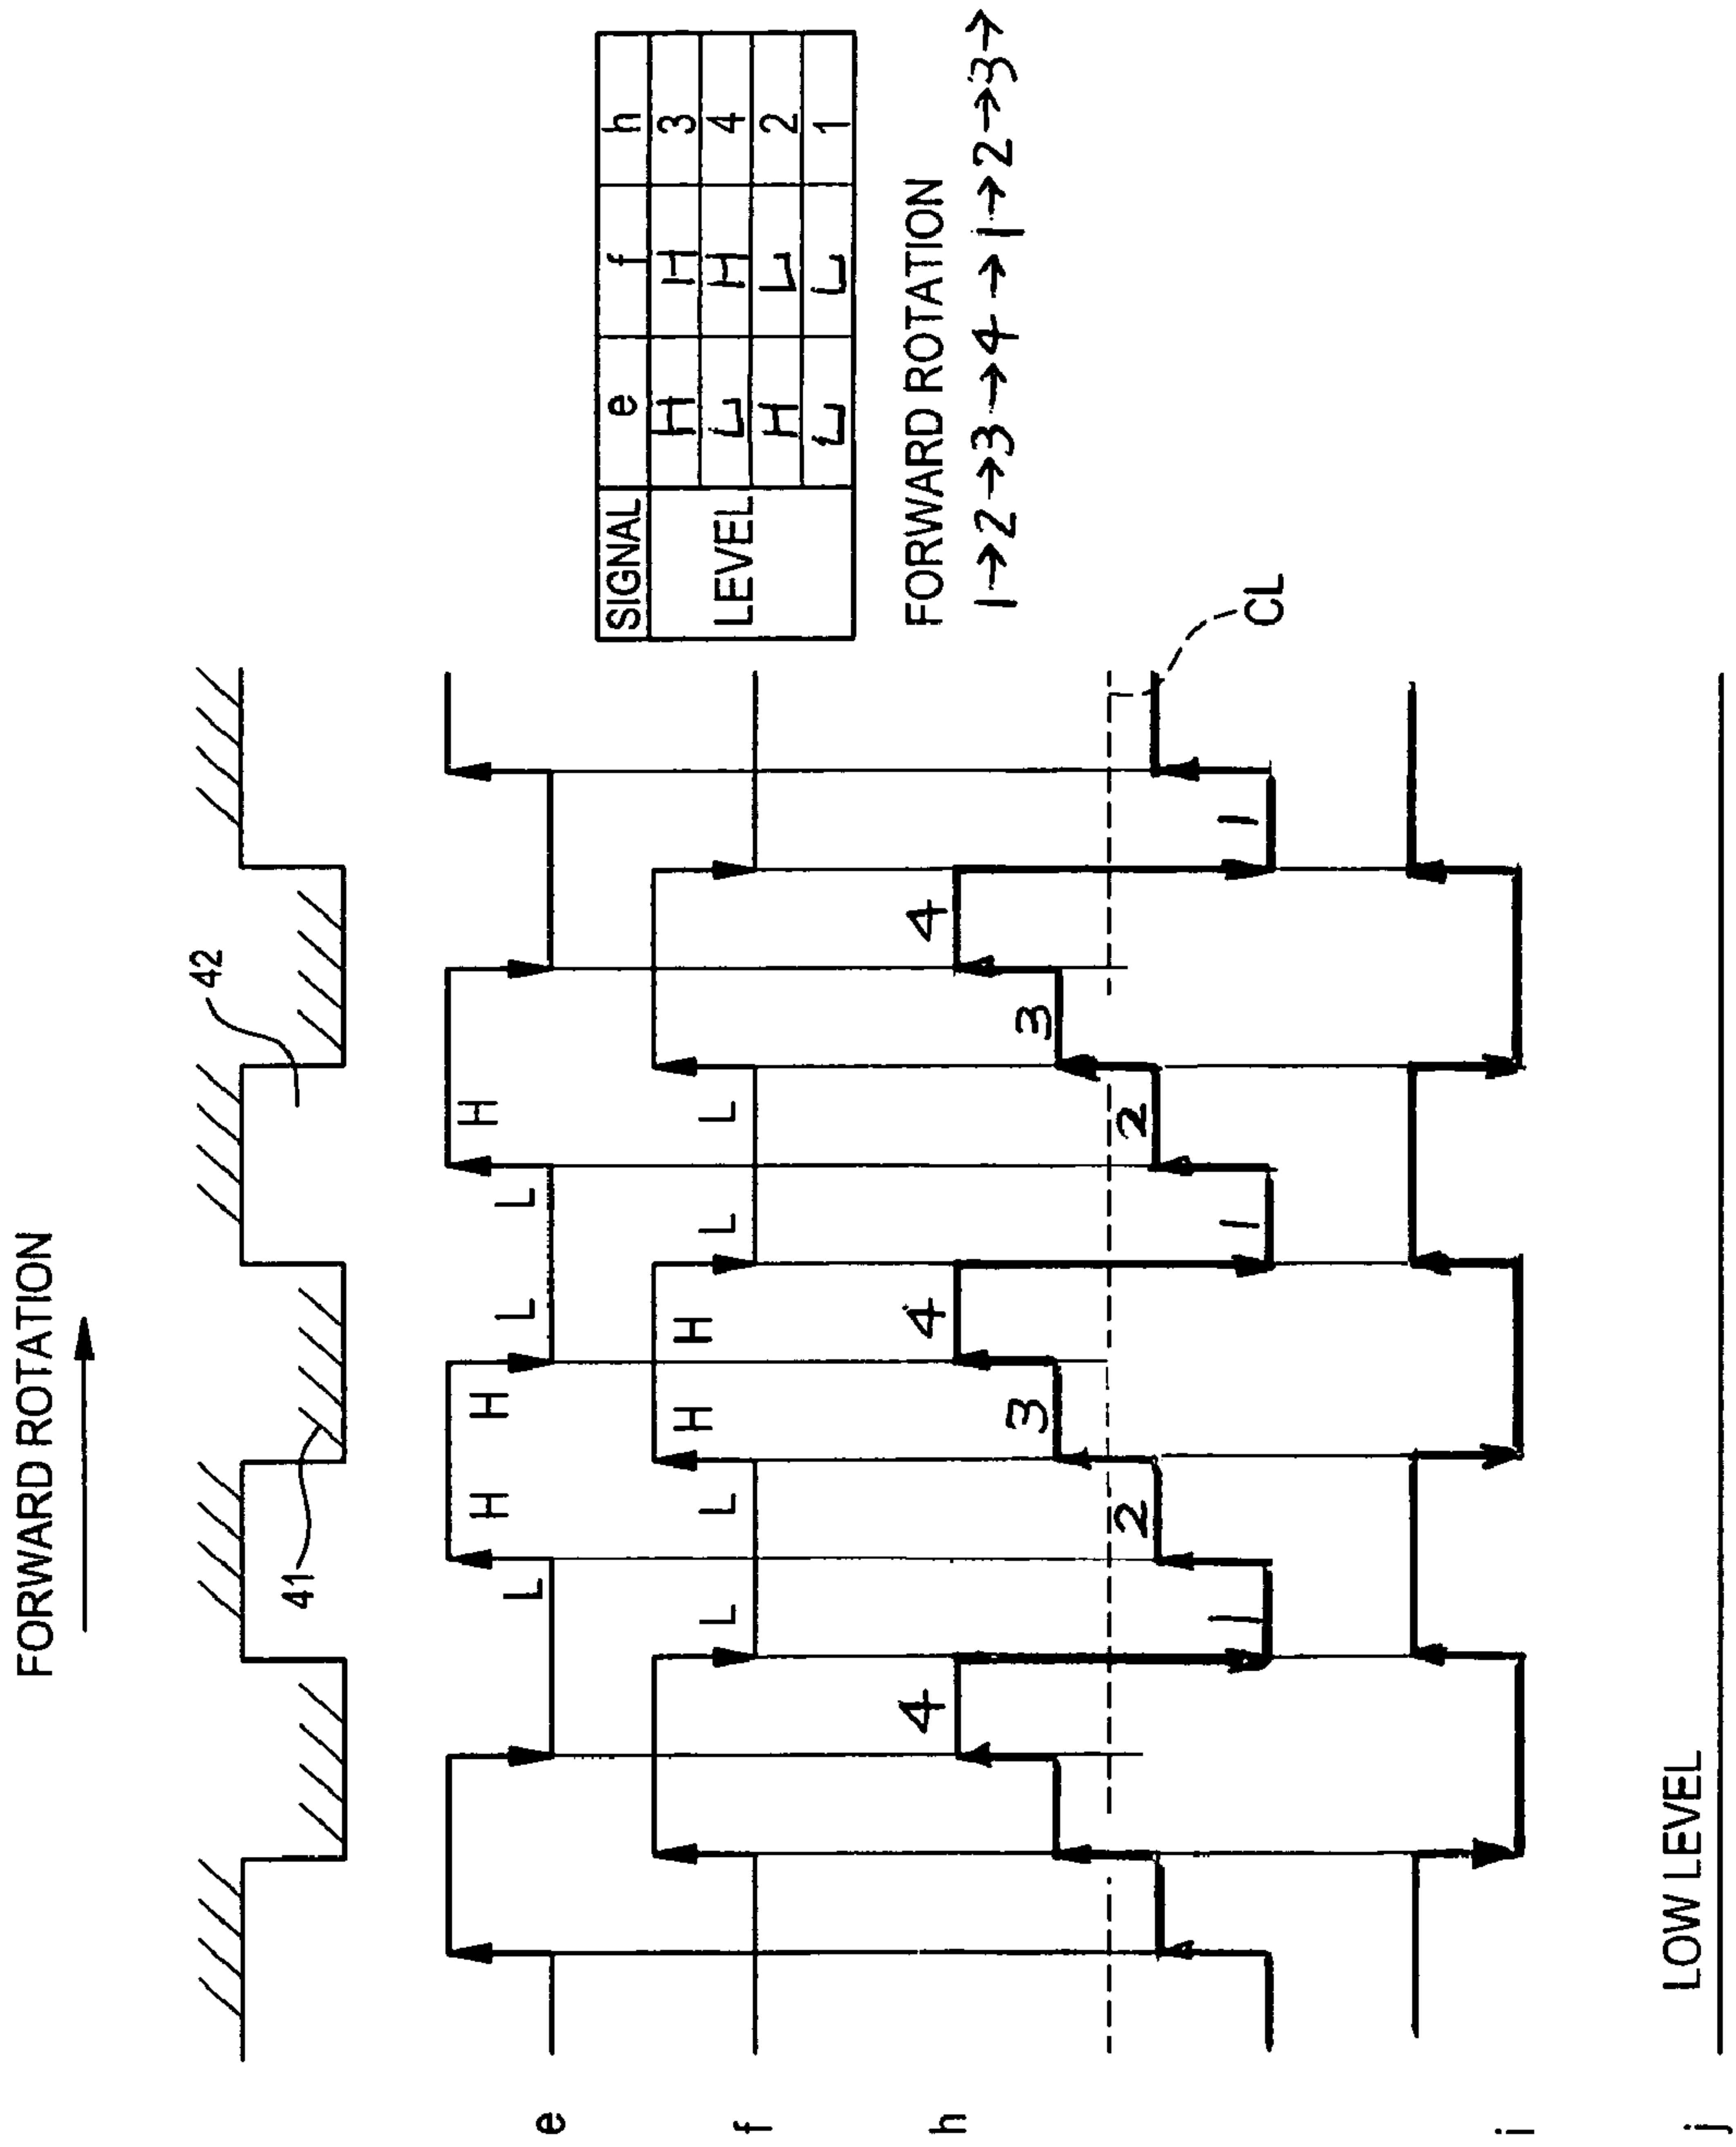 FORWARD ROTATION
41
42
e
L
H
H
H
L
L
L
H
f
L
L
H
H
L
L
h
4
1
2
3
4
1
2
3
4
1
CL
i
j
LOW LEVEL
SIGNAL e f h
LEVEL
H H 3
L H 4
H L 2
L L 1
FORWARD ROTATION
1→2→3→4→1→2→3→